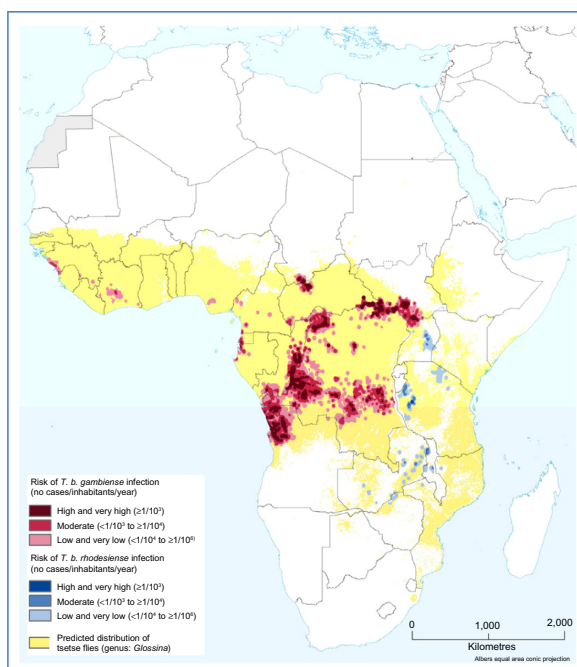 Risk of T. b. gambiense infection
(no cases/inhabitants/year)
High and very high (≥1/10³)
Moderate (<1/10³ to ≥1/10⁴)
Low and very low (<1/10⁴ to ≥1/10⁶)
Risk of T. b. rhodesiense infection
(no cases/inhabitants/year)
High and very high (≥1/10³)
Moderate (<1/10³ to ≥1/10⁴)
Low and very low (<1/10⁴ to ≥1/10⁶)
Predicted distribution of
tsetse flies (genus: Glossina)
0 1,000 2,000
Kilometres
Albers equal area conic projection